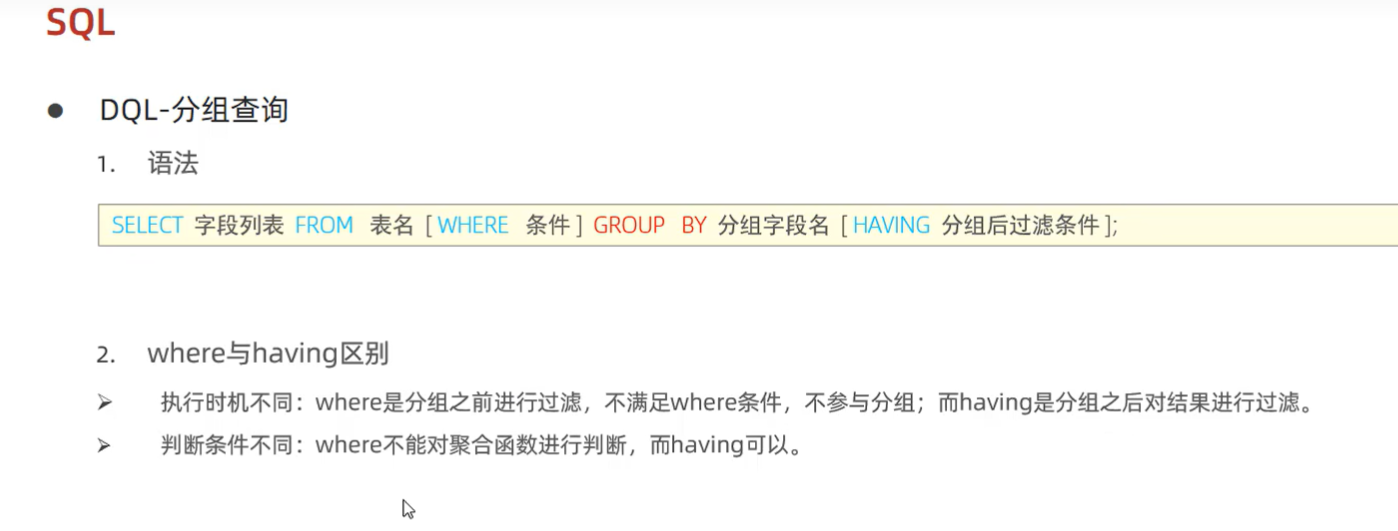 SQL
● DQL-分组查询
1. 语法
SELECT 字段列表 FROM 表名 [ WHERE 条件 ] GROUP BY 分组字段名 [ HAVING 分组后过滤条件 ];
2. where与having区别
➢ 执行时机不同：where是分组之前进行过滤，不满足where条件，不参与分组；而having是分组之后对结果进行过滤。
➢ 判断条件不同：where不能对聚合函数进行判断，而having可以。